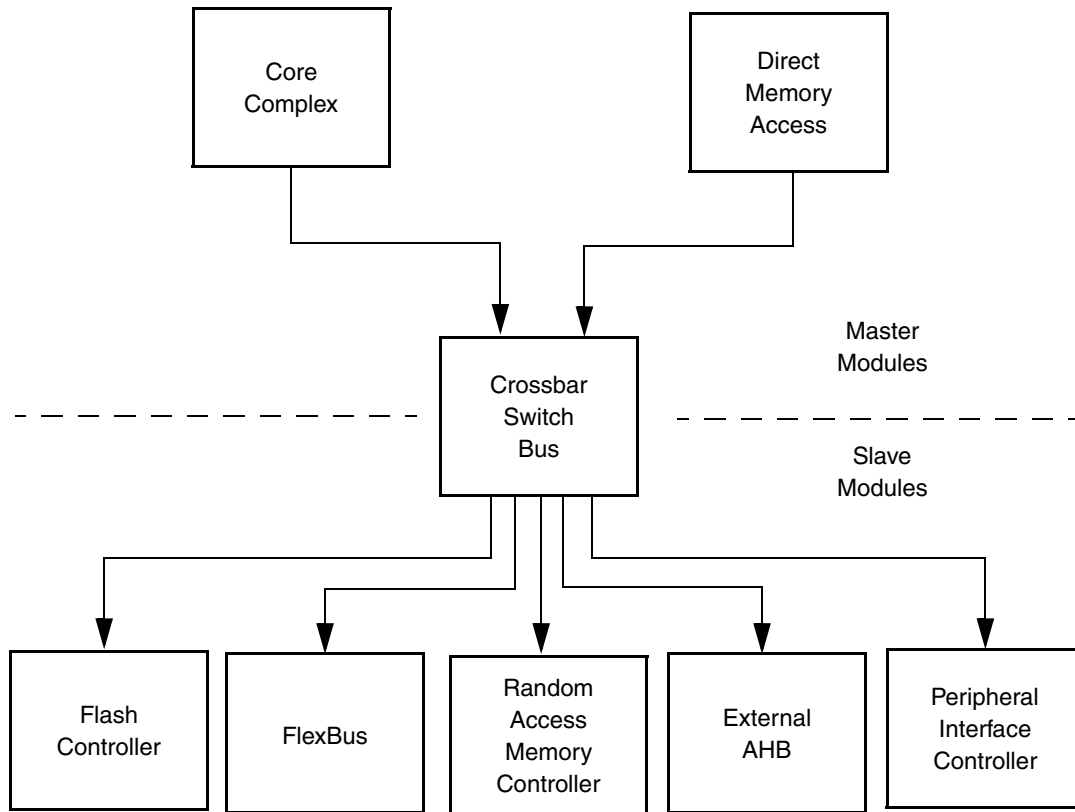 Core
Complex
Direct
Memory
Access
Master
Modules
Crossbar
Switch
Bus
Slave
Modules
Flash
Controller
FlexBus
Random
Access
Memory
Controller
External
AHB
Peripheral
Interface
Controller